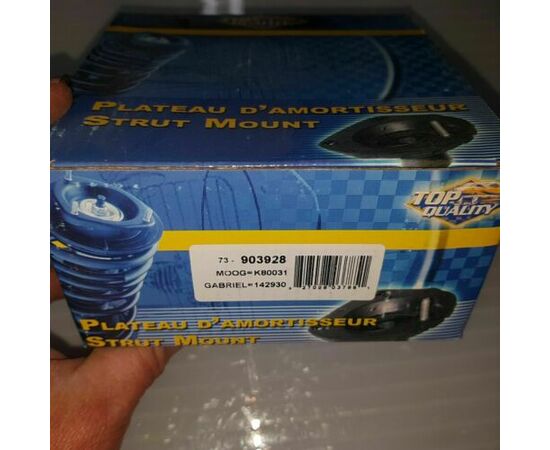 PLATEAU D'AMORTISSEUR
STRUT MOUNT
TOP
QUALITY
73 - 903928
MOOG=K80031
GABRIEL=142930
PLATEAU D'AMORTISSEUR
STRUT MOUNT